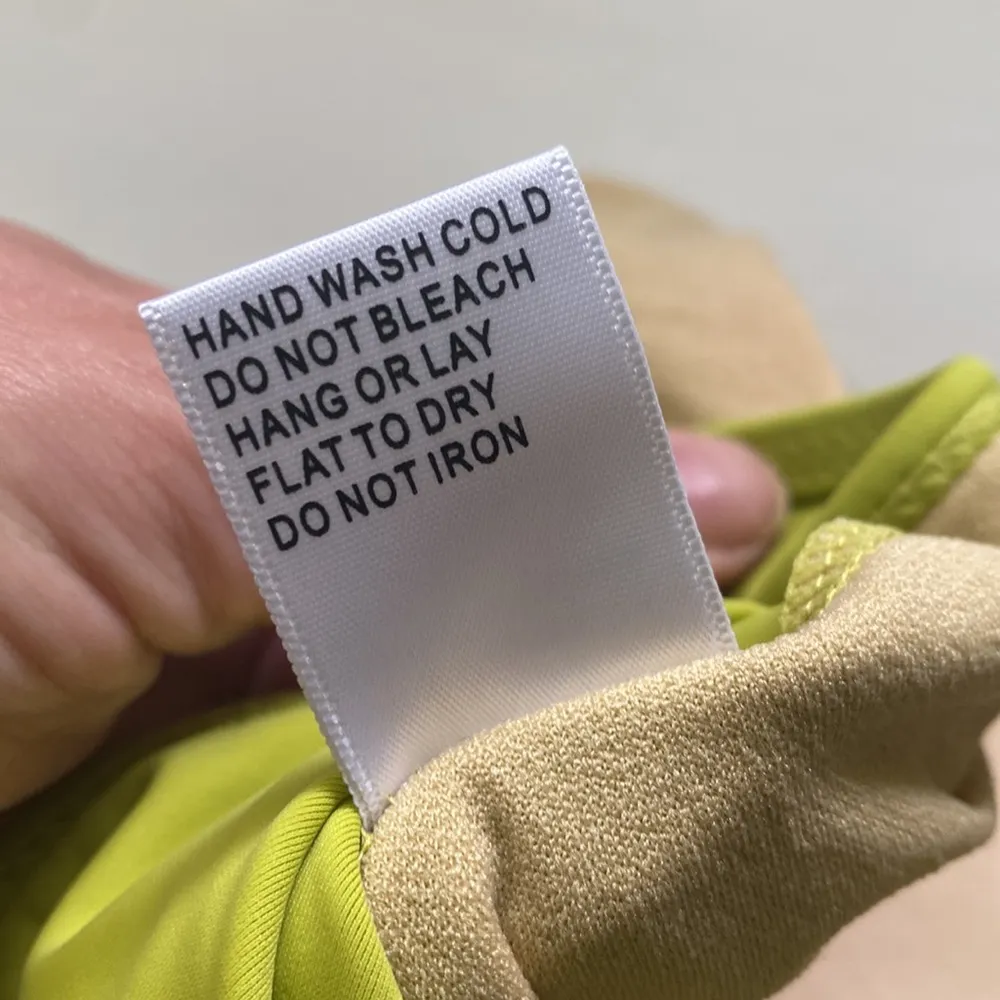 HAND WASH COLD
DO NOT BLEACH
HANG OR LAY
FLAT TO DRY
DO NOT IRON